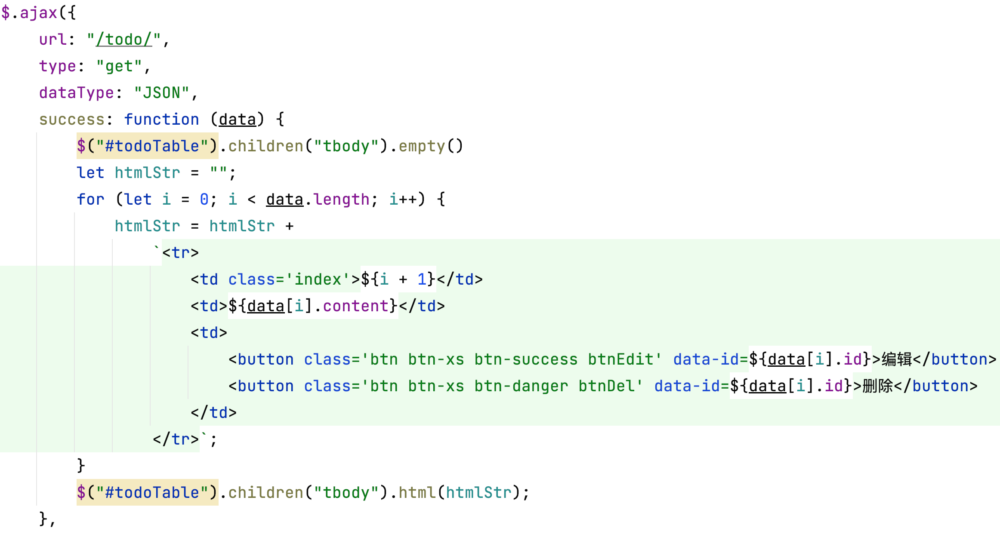 $.ajax({
    url: "/todo/",
    type: "get",
    dataType: "JSON",
    success: function (data) {
        $("#todoTable").children("tbody").empty()
        let htmlStr = "";
        for (let i = 0; i < data.length; i++) {
            htmlStr = htmlStr +
                `<tr>
                    <td class='index'>${i + 1}</td>
                    <td>${data[i].content}</td>
                    <td>
                        <button class='btn btn-xs btn-success btnEdit' data-id=${data[i].id}>编辑</button>
                        <button class='btn btn-xs btn-danger btnDel' data-id=${data[i].id}>删除</button>
                    </td>
                </tr>`;
        }
        $("#todoTable").children("tbody").html(htmlStr);
    },